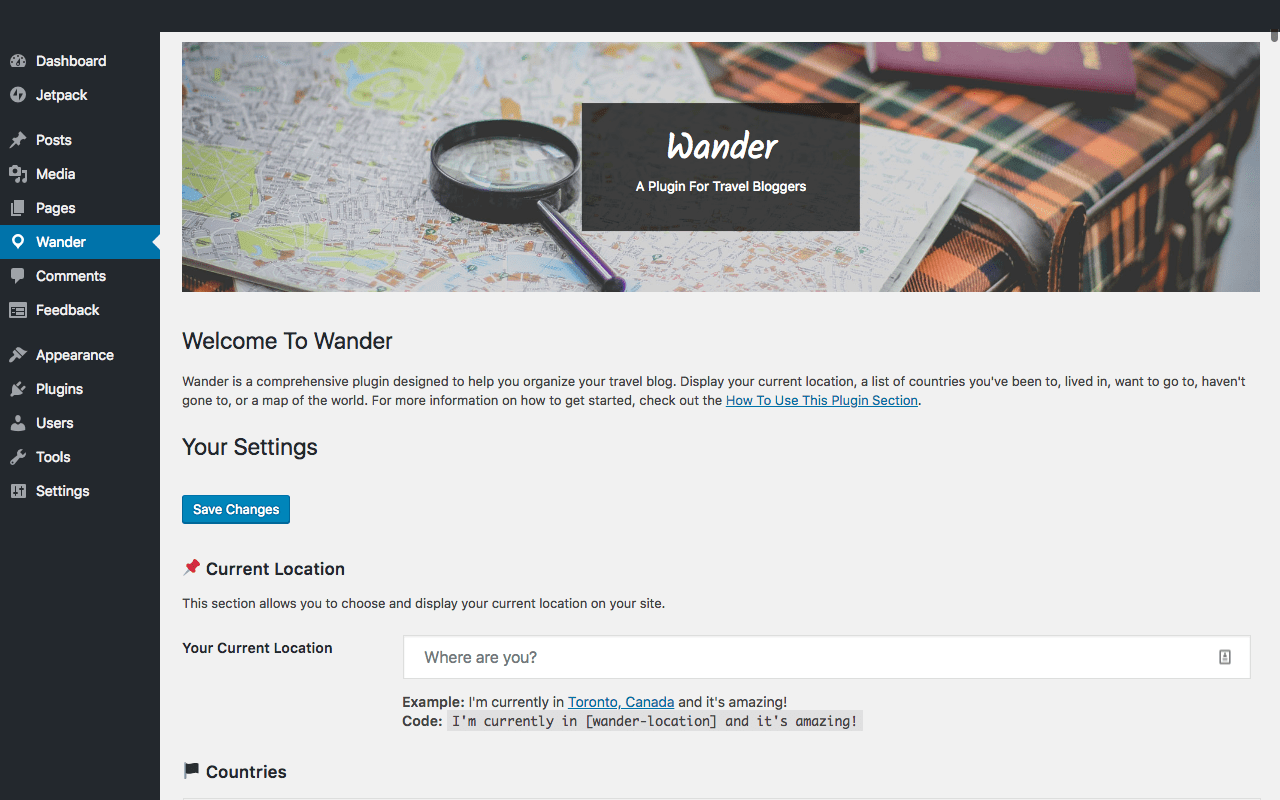 Dashboard
Jetpack
Posts
Media
Pages
Wander
Comments
Feedback
Appearance
Plugins
Users
Tools
Settings
Wander
A Plugin For Travel Bloggers
Welcome To Wander
Wander is a comprehensive plugin designed to help you organize your travel blog. Display your current location, a list of countries you've been to, lived in, want to go to, haven't
gone to, or a map of the world. For more information on how to get started, check out the How To Use This Plugin Section.
Your Settings
Save Changes
Current Location
This section allows you to choose and display your current location on your site.
Your Current Location
Where are you?
Example: I'm currently in Toronto, Canada and it's amazing!
Code: I'm currently in [wander-location] and it's amazing!
Countries